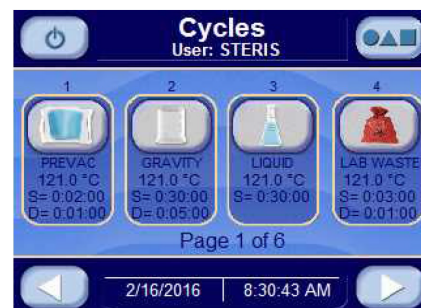 Cycles
User: STERIS
1 2 3 4
PREVAC GRAVITY LIQUID LAB WASTE
121.0 °C 121.0 °C 121.0 °C 121.0 °C
S= 0:02:00 S= 0:30:00 S= 0:30:00 S= 0:03:00
D= 0:01:00 D= 0:05:00 D= 0:01:00
Page 1 of 6
2/16/2016 8:30:43 AM